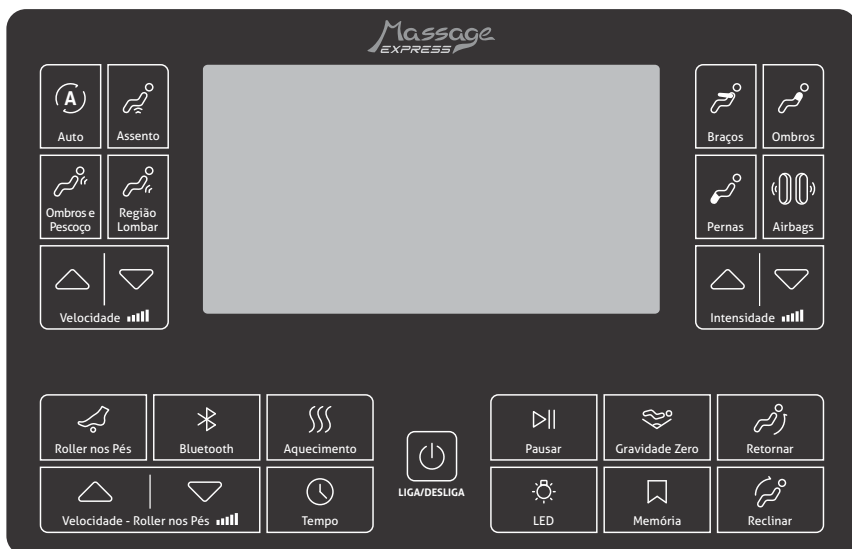 Massage
EXPRESS
A
Auto
Assento
Ombros e
Pescoço
Região
Lombar
Velocidade
Braços
Ombros
Pernas
Airbags
Intensidade
Roller nos Pés
Bluetooth
Aquecimento
Velocidade - Roller nos Pés
Tempo
LIGA/DESLIGA
Pausar
Gravidade Zero
Retornar
LED
Memória
Reclinar